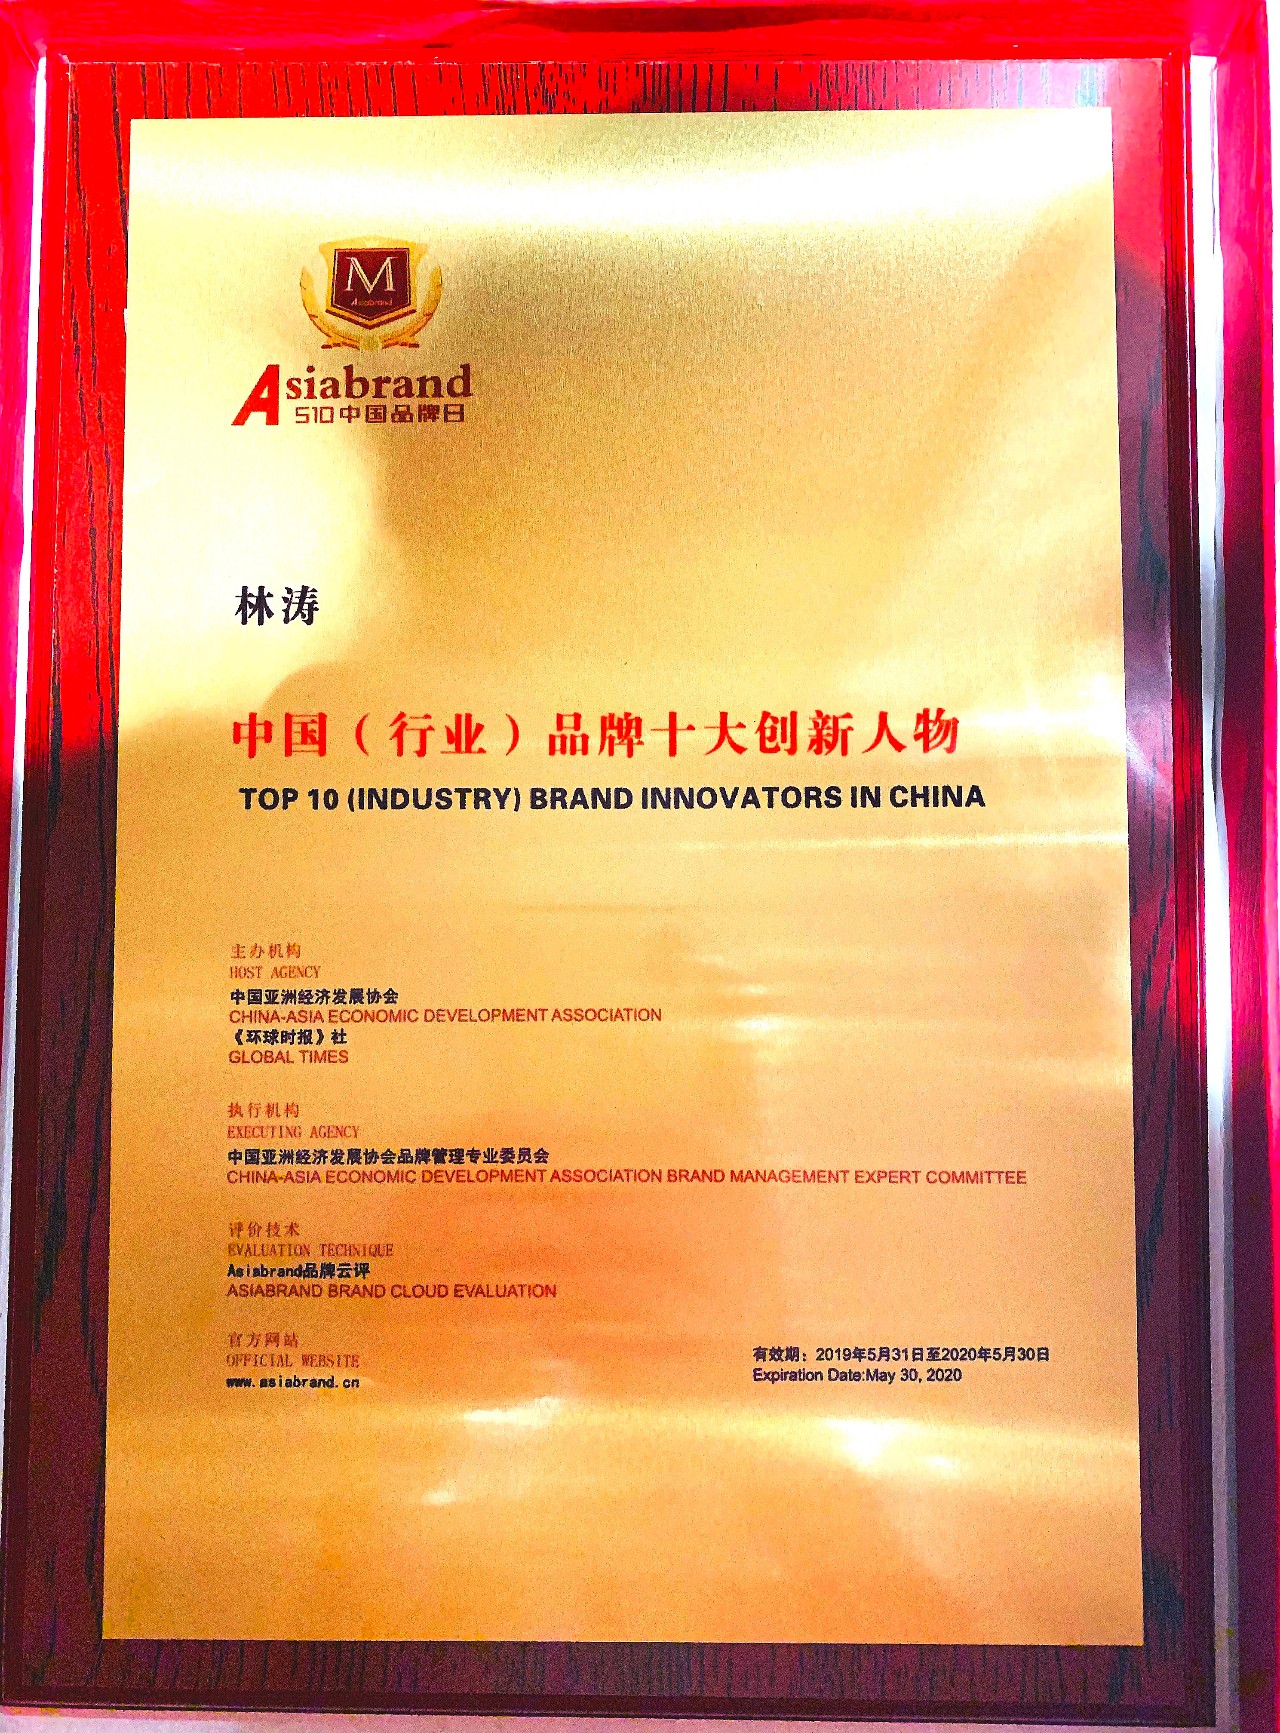 M
Asiabrand
Asiabrand
510中国品牌日
林涛
中国（行业）品牌十大创新人物
TOP 10 (INDUSTRY) BRAND INNOVATORS IN CHINA
主办机构
HOST AGENCY
中国亚洲经济发展协会
CHINA-ASIA ECONOMIC DEVELOPMENT ASSOCIATION
《环球时报》社
GLOBAL TIMES
执行机构
EXECUTING AGENCY
中国亚洲经济发展协会品牌管理专业委员会
CHINA-ASIA ECONOMIC DEVELOPMENT ASSOCIATION BRAND MANAGEMENT EXPERT COMMITTEE
评价技术
EVALUATION TECHNIQUE
Asiabrand品牌云评
ASIABRAND BRAND CLOUD EVALUATION
官方网站
OFFICIAL WEBSITE
www.asiabrand.cn
有效期：2019年5月31日至2020年5月30日
Expiration Date:May 30, 2020